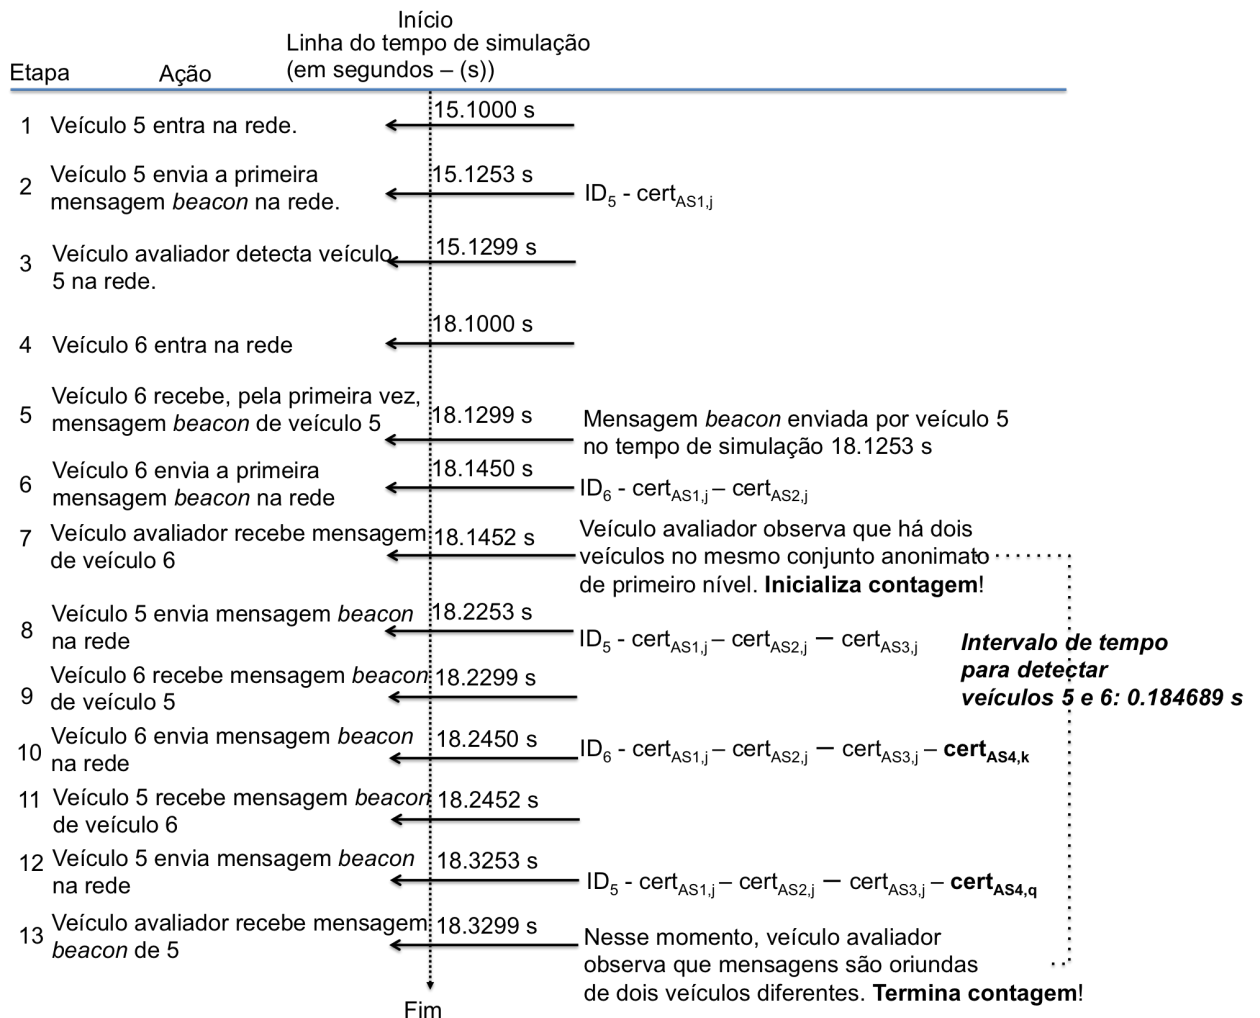 Início
Linha do tempo de simulação
(em segundos – (s))
Etapa Ação
15.1000 s
1 Veículo 5 entra na rede.
2 Veículo 5 envia a primeira
mensagem beacon na rede.
15.1253 s
ID5 - certAS1,j
3 Veículo avaliador detecta veículo
5 na rede.
15.1299 s
18.1000 s
4 Veículo 6 entra na rede
5 Veículo 6 recebe, pela primeira vez,
mensagem beacon de veículo 5
18.1299 s
Mensagem beacon enviada por veículo 5
no tempo de simulação 18.1253 s
6 Veículo 6 envia a primeira
mensagem beacon na rede
18.1450 s
ID6 - certAS1,j – certAS2,j
7 Veículo avaliador recebe mensagem
de veículo 6
18.1452 s
Veículo avaliador observa que há dois
veículos no mesmo conjunto anonimato
de primeiro nível. Inicializa contagem!
8 Veículo 5 envia mensagem beacon
na rede
18.2253 s
ID5 - certAS1,j – certAS2,j – certAS3,j
Intervalo de tempo
para detectar
veículos 5 e 6: 0.184689 s
9 Veículo 6 recebe mensagem beacon
de veículo 5
18.2299 s
10 Veículo 6 envia mensagem beacon
na rede
18.2450 s
ID6 - certAS1,j – certAS2,j – certAS3,j – certAS4,k
11 Veículo 5 recebe mensagem beacon
de veículo 6
18.2452 s
12 Veículo 5 envia mensagem beacon
na rede
18.3253 s
ID5 - certAS1,j – certAS2,j – certAS3,j – certAS4,q
13 Veículo avaliador recebe mensagem
beacon de 5
18.3299 s
Nesse momento, veículo avaliador
observa que mensagens são oriundas
de dois veículos diferentes. Termina contagem!
Fim